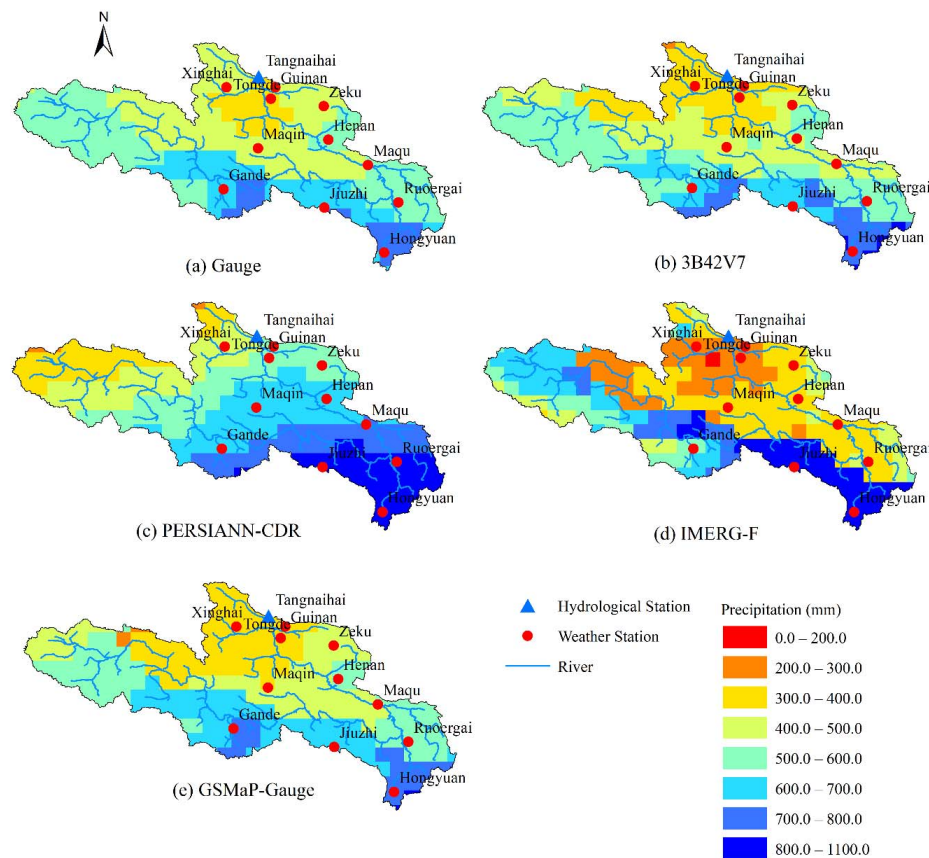 N
Tangnaihai
Xinghai
Tongde
Guinan
Zeku
Henan
Maqin
Maqu
Gande
Jiuzhi
Ruoergai
Hongyuan
(a) Gauge
Tangnaihai
Xinghai
Tongde
Guinan
Zeku
Henan
Maqin
Maqu
Gande
Jiuzhi
Ruoergai
Hongyuan
(b) 3B42V7
Tangnaihai
Xinghai
Tongde
Guinan
Zeku
Henan
Maqin
Maqu
Gande
Jiuzhi
Ruoergai
Hongyuan
(c) PERSIANN-CDR
Tangnaihai
Xinghai
Tongde
Guinan
Zeku
Henan
Maqin
Maqu
Gande
Jiuzhi
Ruoergai
Hongyuan
(d) IMERG-F
Tangnaihai
Xinghai
Tongde
Guinan
Zeku
Henan
Maqin
Maqu
Gande
Jiuzhi
Ruoergai
Hongyuan
(e) GSMaP-Gauge
Hydrological Station
Weather Station
River
Precipitation (mm)
0.0 – 200.0
200.0 – 300.0
300.0 – 400.0
400.0 – 500.0
500.0 – 600.0
600.0 – 700.0
700.0 – 800.0
800.0 – 1100.0